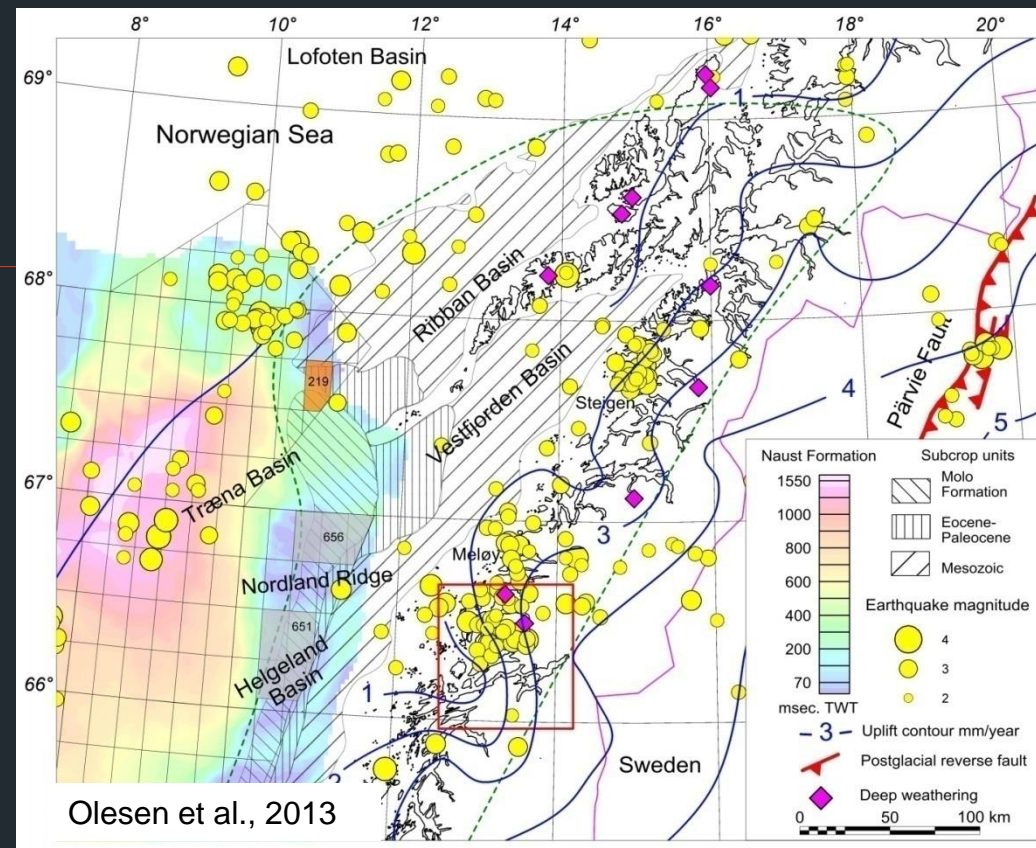 8° 10° 12° 14° 16° 18° 20°
Lofoten Basin
69°
Norwegian Sea
1
68°
Ribban Basin
Vestfjorden Basin
Steigen
219
Pärvie Fault
4
5
67°
Træna Basin
656
3
Meløy
Nordland Ridge
651
Helgeland
Basin
66°
1
Sweden
Olesen et al., 2013
Naust Formation
1550
1000
800
600
400
200
70
msec. TWT
Subcrop units
Molo
Formation
Eocene-
Paleocene
Mesozoic
Earthquake magnitude
4
3
2
– 3 – Uplift contour mm/year
Postglacial reverse fault
Deep weathering
0 50 100 km